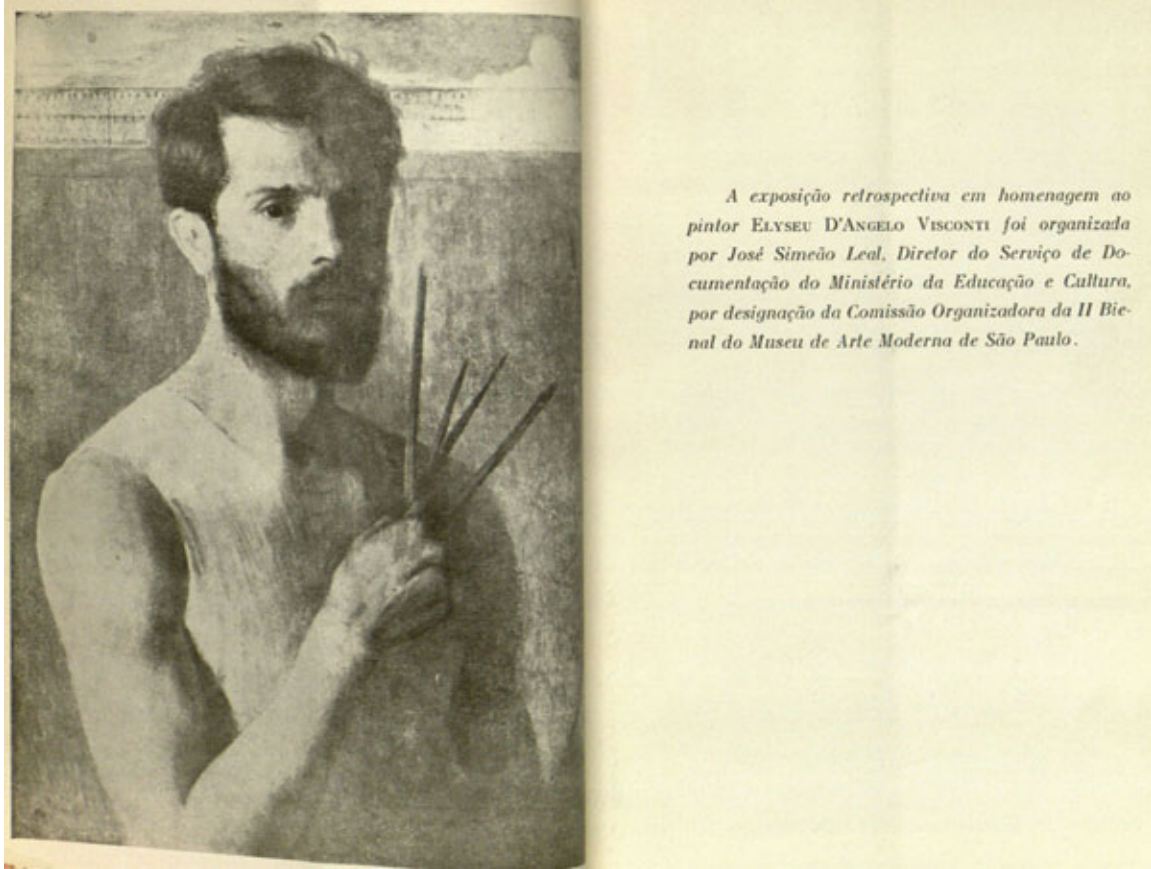 A exposição retrospectiva em homenagem ao
pintor ELYSEU D'ANGELO VISCONTI foi organizada
por José Simeão Leal, Diretor do Serviço de Do-
cumentação do Ministério da Educação e Cultura,
por designação da Comissão Organizadora da II Bie-
nal do Museu de Arte Moderna de São Paulo.